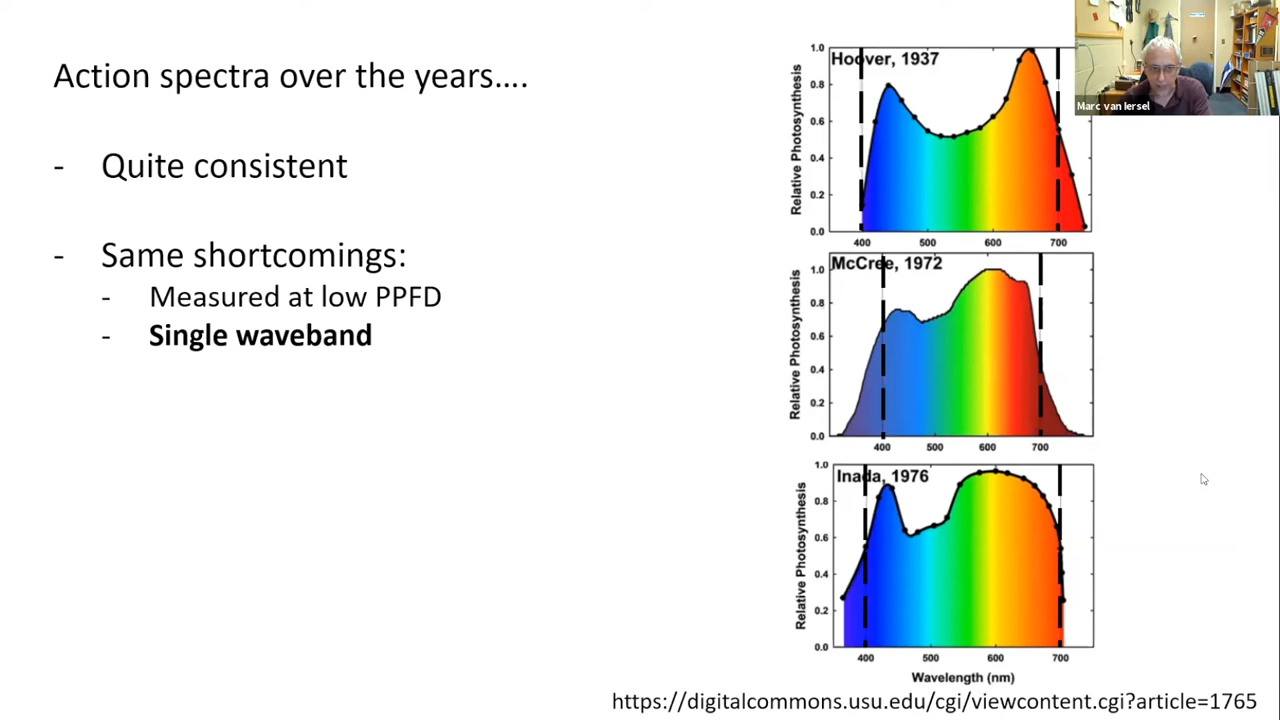 Action spectra over the years….
- Quite consistent
- Same shortcomings:
- Measured at low PPFD
- Single waveband
Hoover, 1937
Relative Photosynthesis
1.0
0.8
0.6
0.4
0.2
0.0
400 500 600 700
McCree, 1972
Relative Photosynthesis
1.0
0.8
0.6
0.4
0.2
0.0
400 500 600 700
Inada, 1976
Relative Photosynthesis
1.0
0.8
0.6
0.4
0.2
0.0
400 500 600 700
Wavelength (nm)
https://digitalcommons.usu.edu/cgi/viewcontent.cgi?article=1765
Marc van Iersel